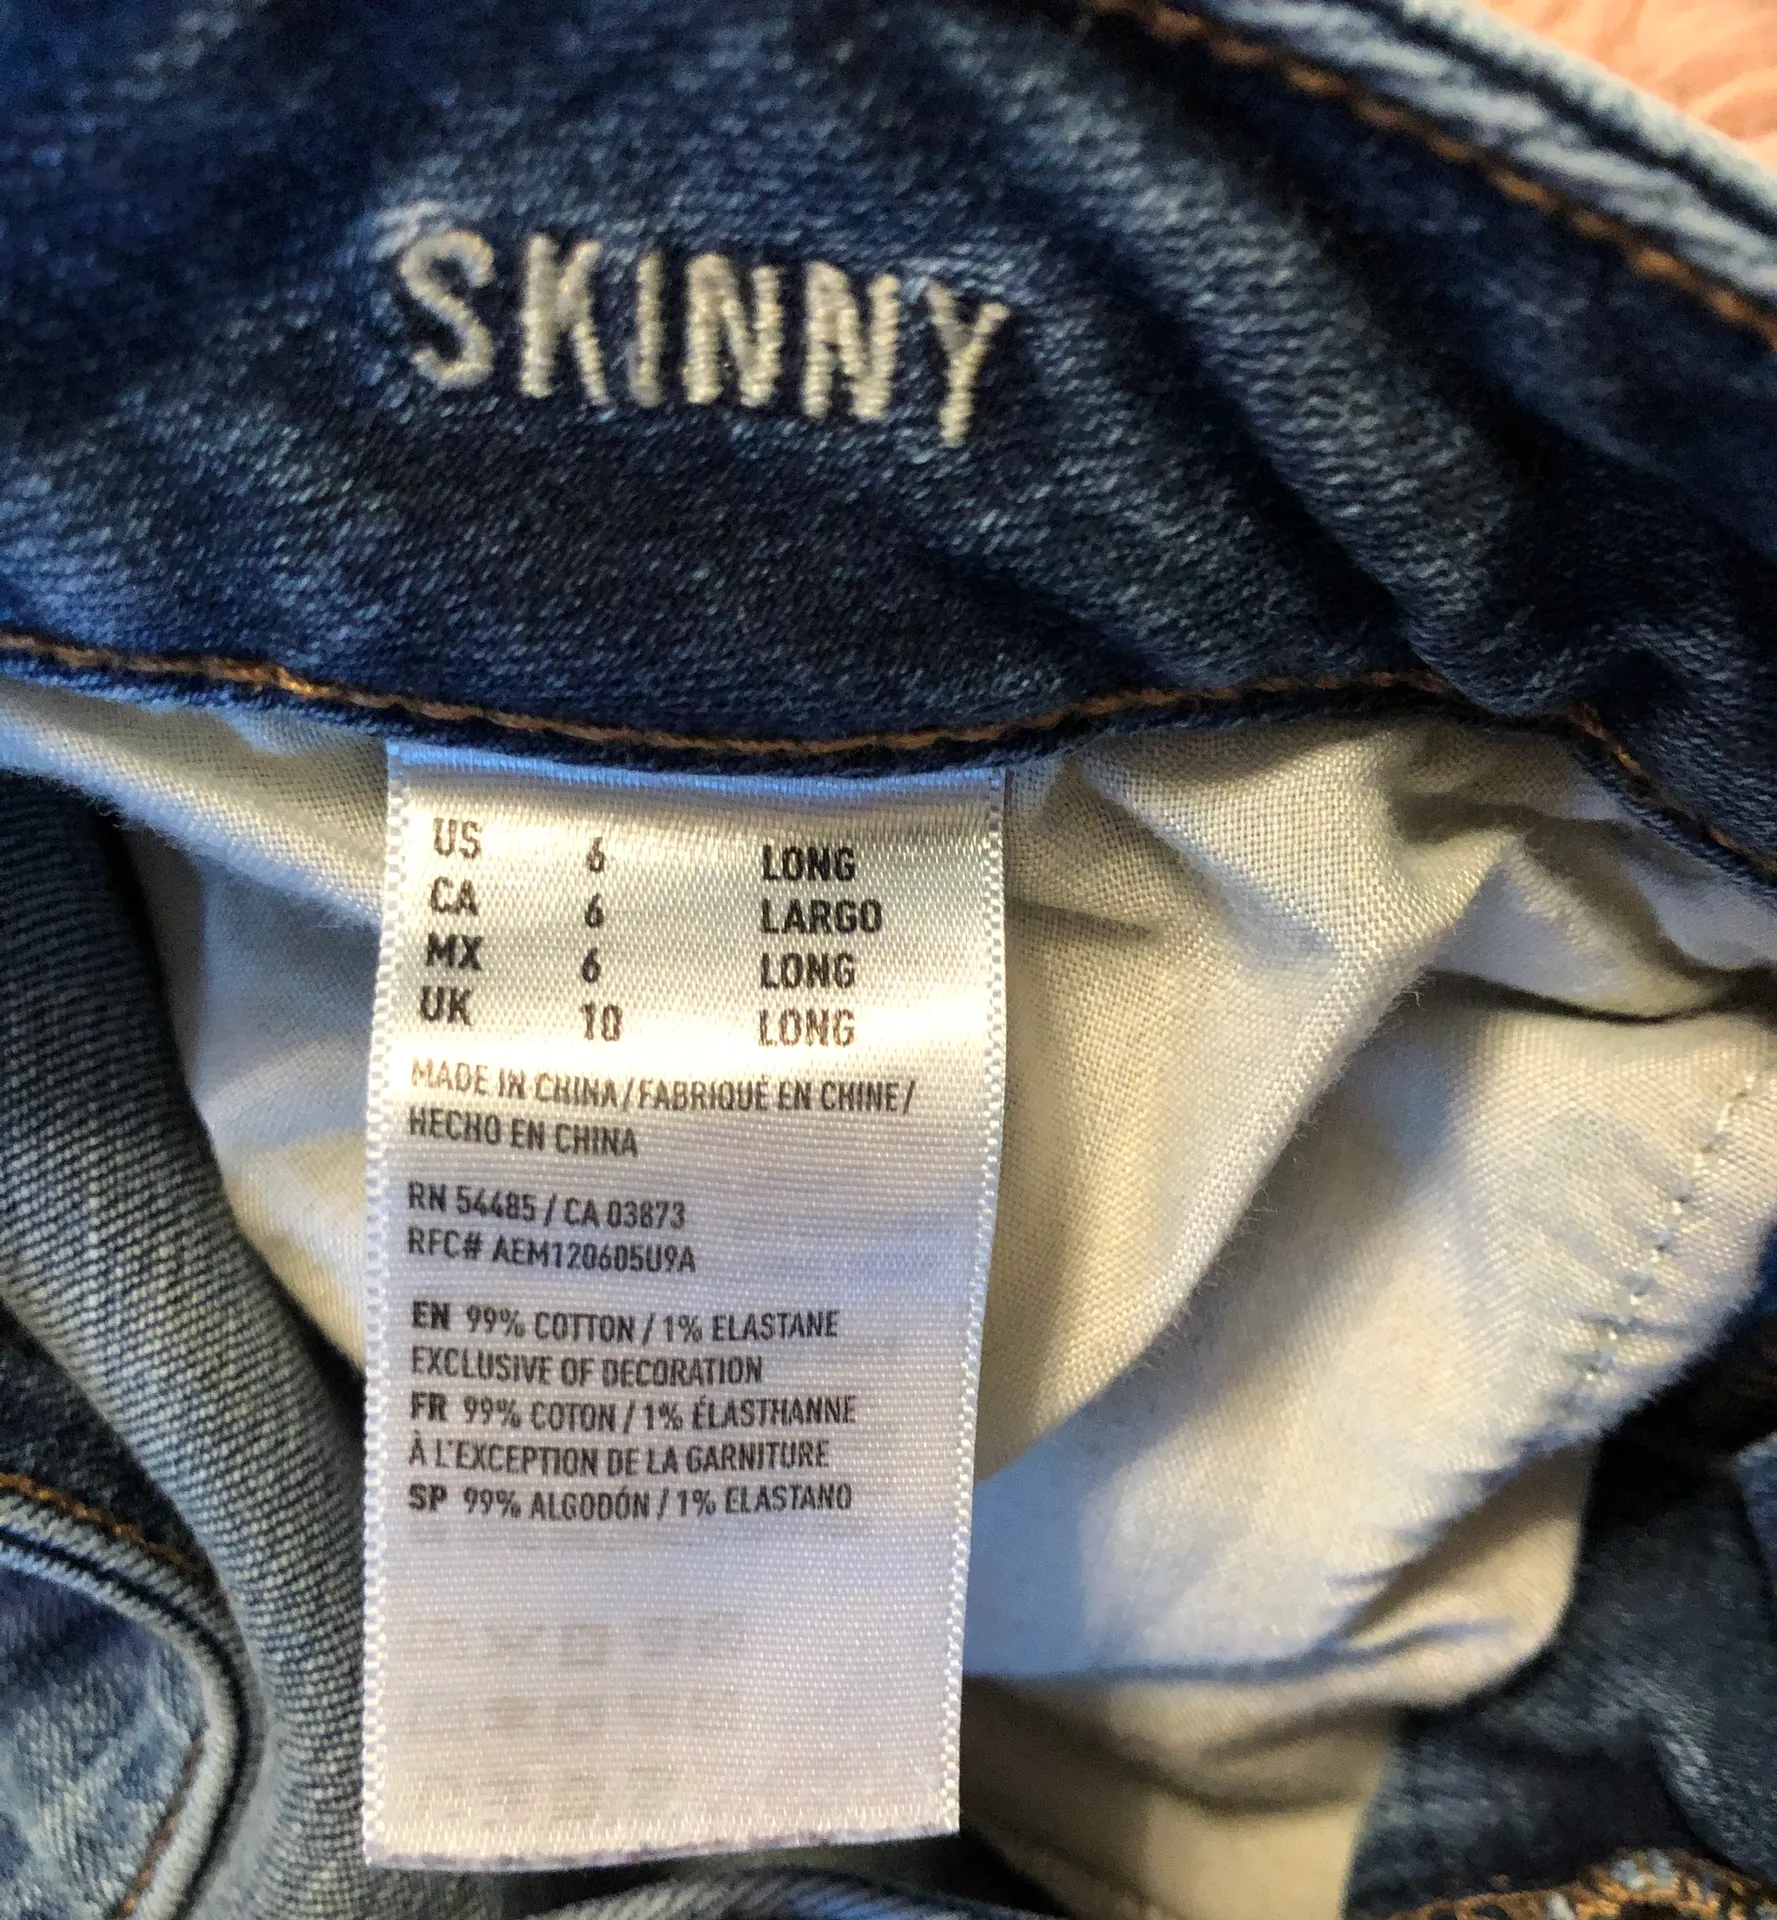 SKINNY
US 6 LONG
CA 6 LARGO
MX 6 LONG
UK 10 LONG
MADE IN CHINA/FABRIQUÉ EN CHINE/
HECHO EN CHINA
RN 54485 / CA 03873
RFC# AEM120605U9A
EN 99% COTTON / 1% ELASTANE
EXCLUSIVE OF DECORATION
FR 99% COTON / 1% ÉLASTHANNE
À L'EXCEPTION DE LA GARNITURE
SP 99% ALGODÓN / 1% ELASTANO